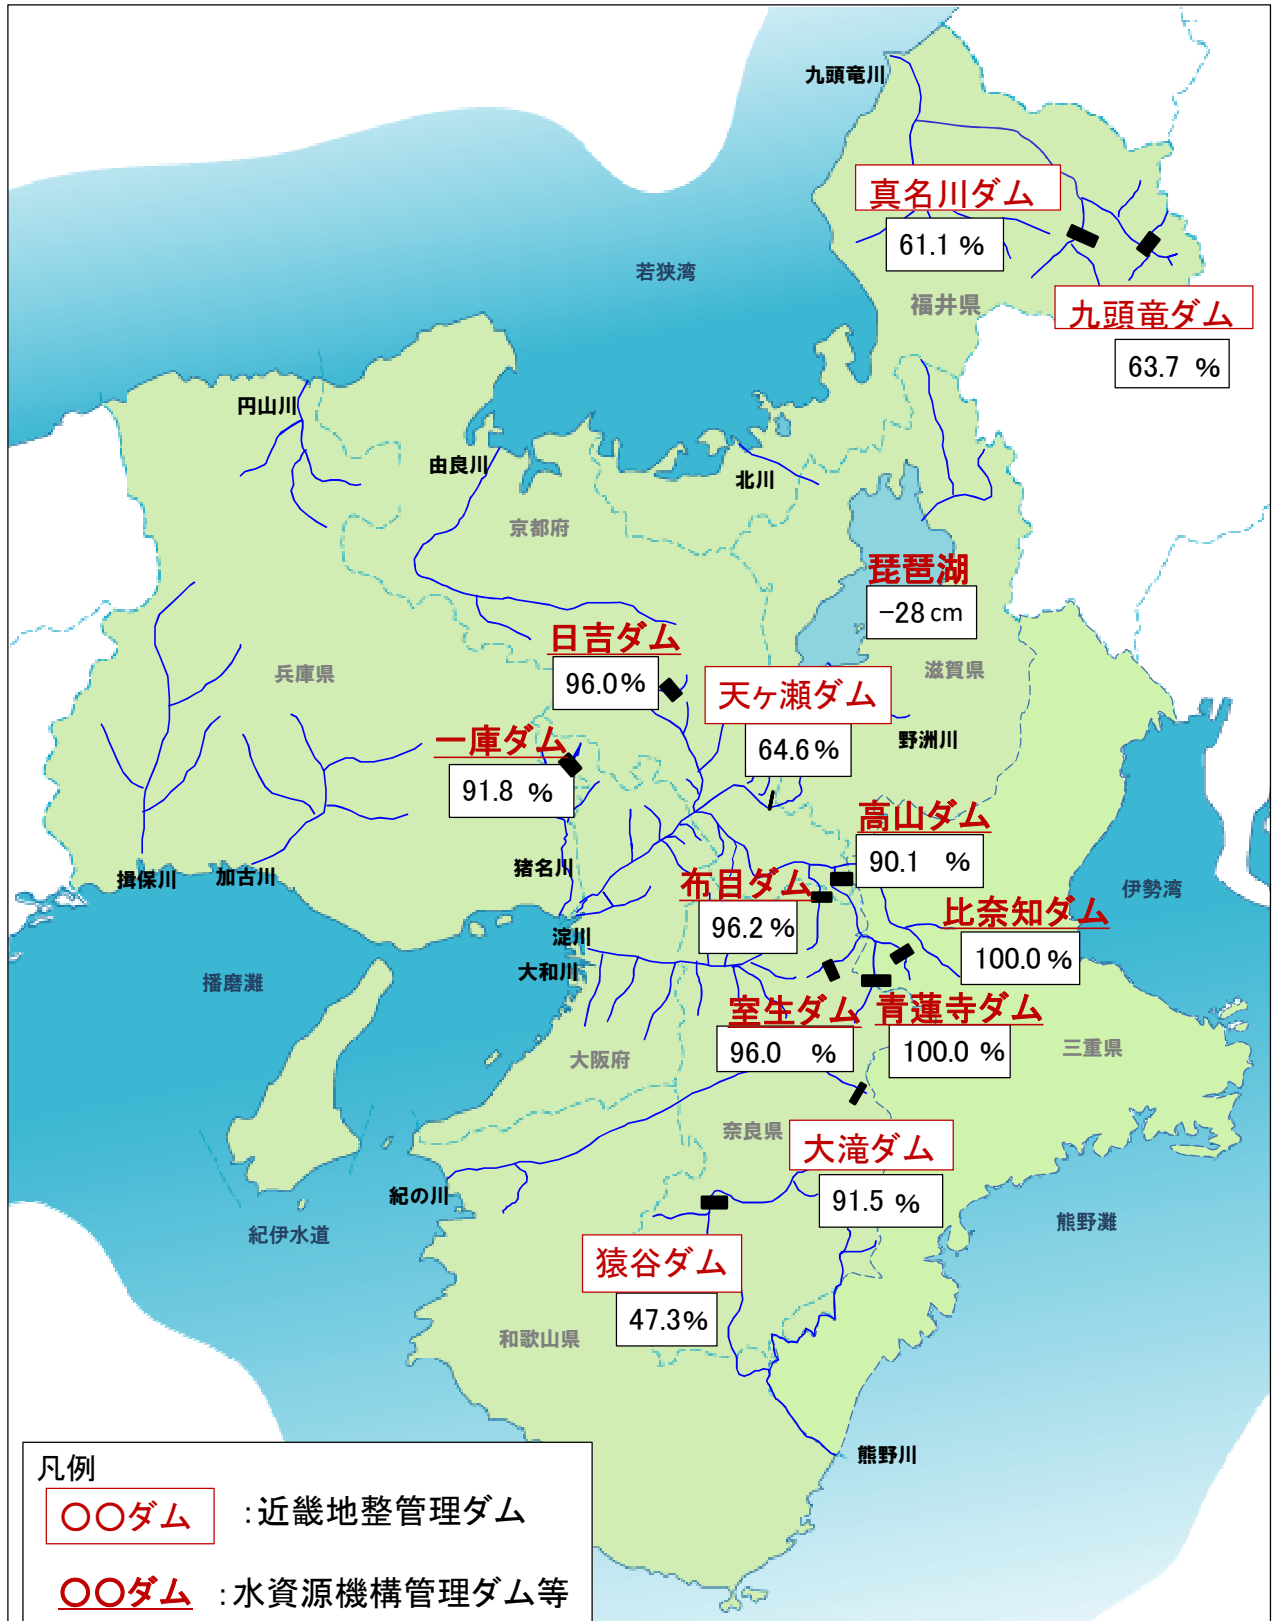 九頭竜川
真名川ダム
61.1 %
若狭湾
福井県
九頭竜ダム
63.7 %
円山川
由良川
北川
京都府
琵琶湖
-28 cm
日吉ダム
96.0%
兵庫県
滋賀県
天ヶ瀬ダム
64.6 %
野洲川
一庫ダム
91.8 %
高山ダム
90.1 %
猪名川
揖保川
加古川
布目ダム
96.2 %
伊勢湾
比奈知ダム
100.0 %
淀川
大和川
播磨灘
室生ダム
96.0 %
青蓮寺ダム
100.0 %
三重県
大阪府
奈良県
大滝ダム
91.5 %
紀の川
紀伊水道
熊野灘
猿谷ダム
47.3%
和歌山県
熊野川
凡例
〇〇ダム :近畿地整管理ダム
〇〇ダム :水資源機構管理ダム等